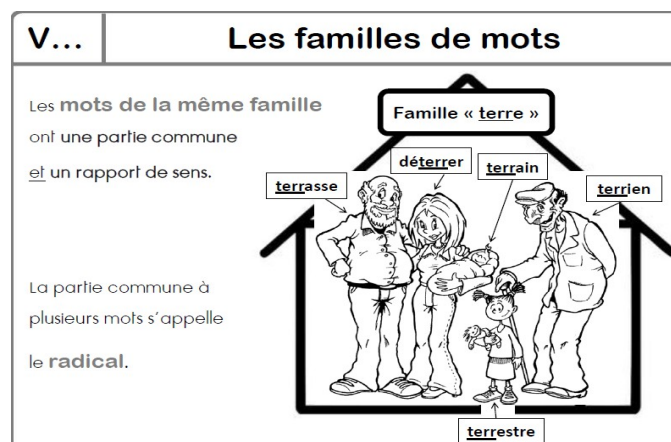 V...
Les familles de mots
Les mots de la même famille
ont une partie commune
et un rapport de sens.
La partie commune à
plusieurs mots s'appelle
le radical.
Famille « terre »
déterrer
terrain
terrasse
terrien
terrestre